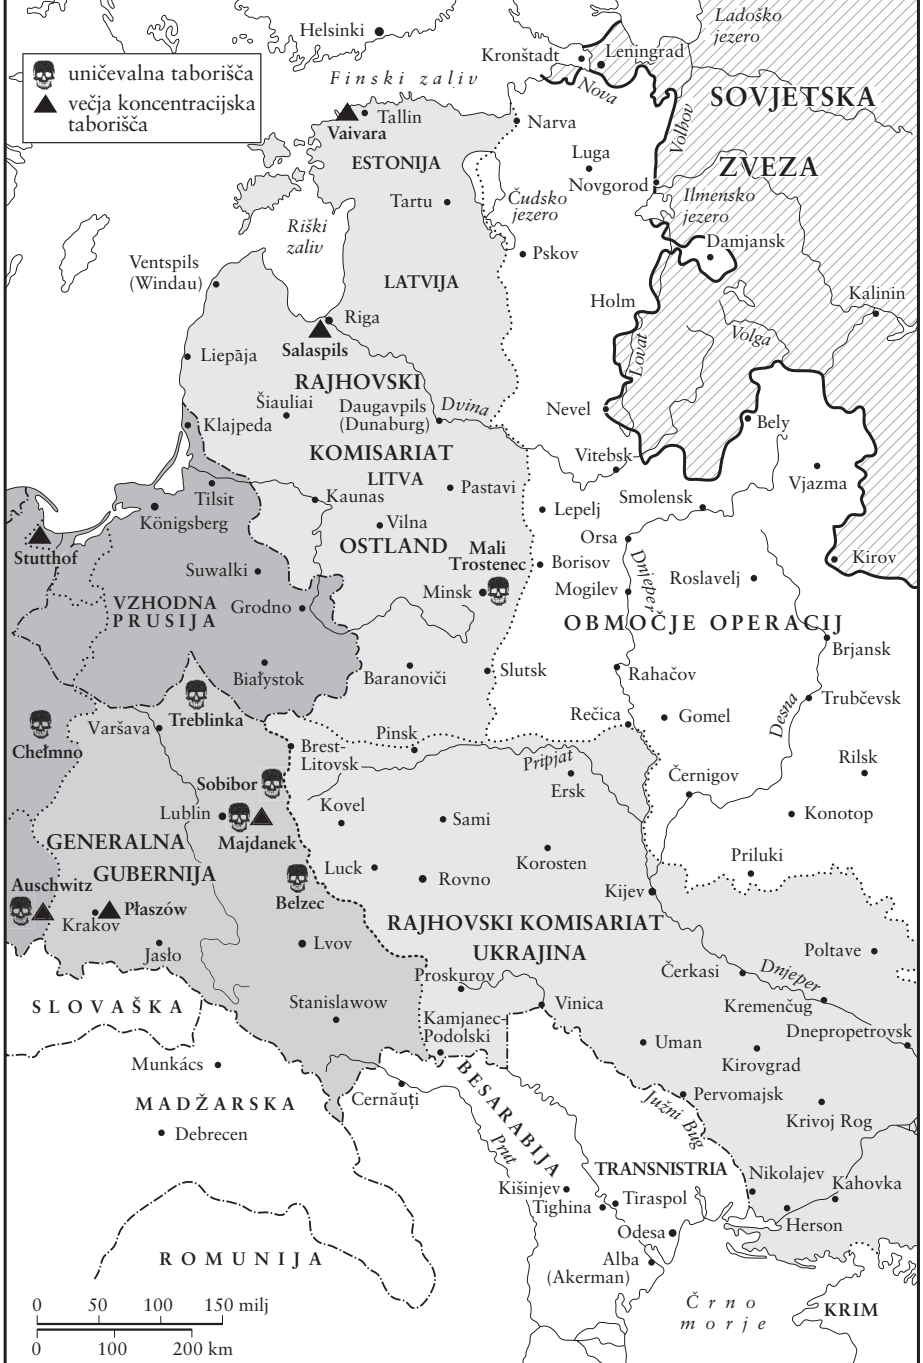 Helsinki
Ladoško
jezero
Kronštadt
Leningrad
uničevalna taborišča
večja koncentracijska
taborišča
Finski zaliv
Nova
SOVJETSKA
Tallin
Vaivara
Narva
Volhov
ESTONIJA
Luga
ZVEZA
Novgorod
Tartu
Čudsko
jezero
Ilmensko
jezero
Riški
zaliv
Pskov
Damjansk
Ventspils
(Windau)
LATVIJA
Holm
Kalinin
Riga
Salaspils
Lovat
Volga
Liepāja
RAJHOVSKI
Šiauliai
Daugavpils
(Dunaburg)
Dvina
Nevel
Klajpeda
Bely
KOMISARIAT
Vitebsk
LITVA
Tilsit
Kaunas
Pastavi
Smolensk
Vjazma
Königsberg
Vilna
Lepelj
Stutthof
OSTLAND
Mali
Trostenec
Orsa
Kirov
Suwalki
Borisov
Dnjeper
Roslavelj
VZHODNA
PRUSIJA
Grodno
Minsk
Mogilev
OBMOČJE OPERACIJ
Brjansk
Białystok
Baranoviči
Slutsk
Rahačov
Treblinka
Trubčevsk
Rečica
Gomel
Desna
Chełmno
Varšava
Pinsk
Brest-
Litovsk
Pripjat
Rilsk
Sobibor
Ersk
Černigov
Lublin
Kovel
Sami
Konotop
GENERALNA
Majdanek
Korosten
Priluki
GUBERNIJA
Luck
Rovno
Auschwitz
Belzec
Kijev
Płaszów
Krakov
RAJHOVSKI KOMISARIAT
UKRAJINA
Jasło
Lvov
Poltave
Proskurov
Čerkasi
Dnjeper
SLOVAŠKA
Stanislawow
Vinica
Kremenčug
Kamjanec-
Podolski
Dnepropetrovsk
Uman
Kirovgrad
Munkács
BESARABIJA
Cernăuți
Pervomajsk
MADŽARSKA
Južni Bug
Krivoj Rog
Debrecen
Prut
TRANSNISTRIA
Nikolajev
Kahovka
Kišinjev
Tighina
Tiraspol
Herson
Odesa
ROMUNIJA
Alba
(Akerman)
Črno
morje
KRIM
0 50 100 150 milj
0 100 200 km